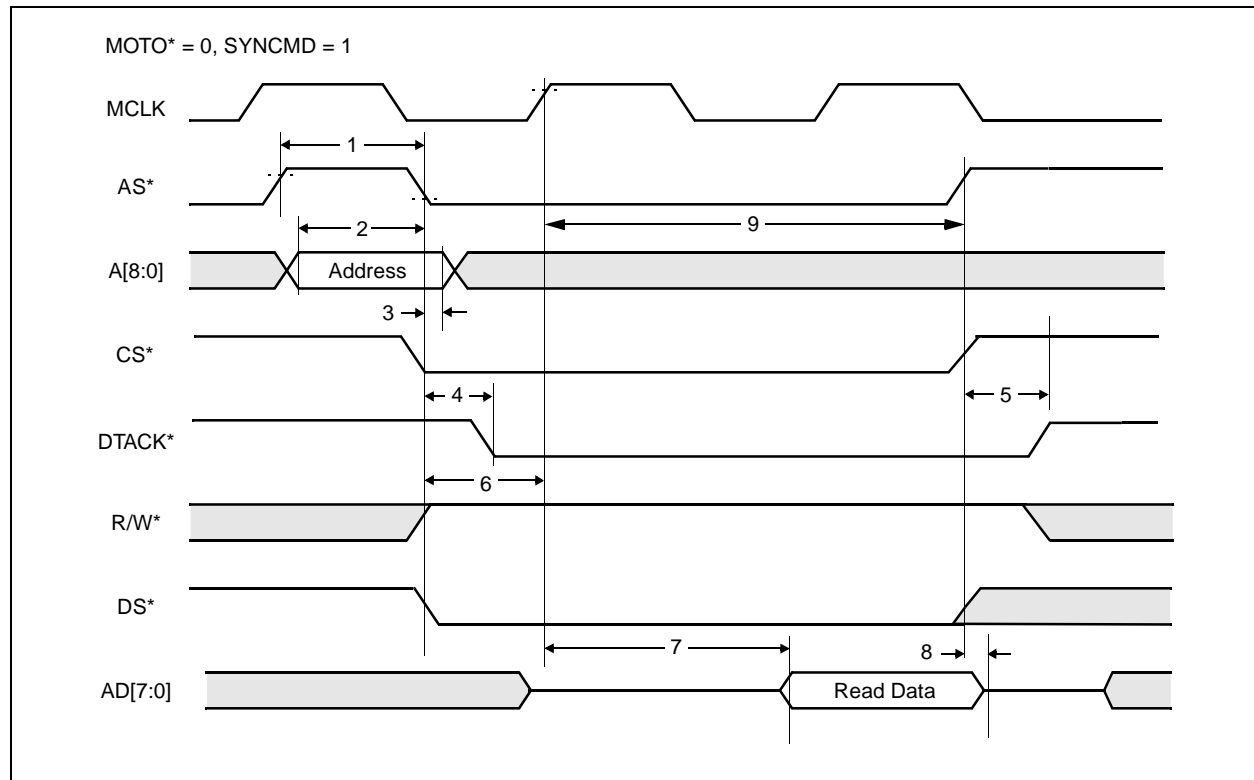 MOTO* = 0, SYNCMD = 1
MCLK
1
AS*
2
9
A[8:0]
Address
3
CS*
4
5
DTACK*
6
R/W*
DS*
7
8
AD[7:0]
Read Data